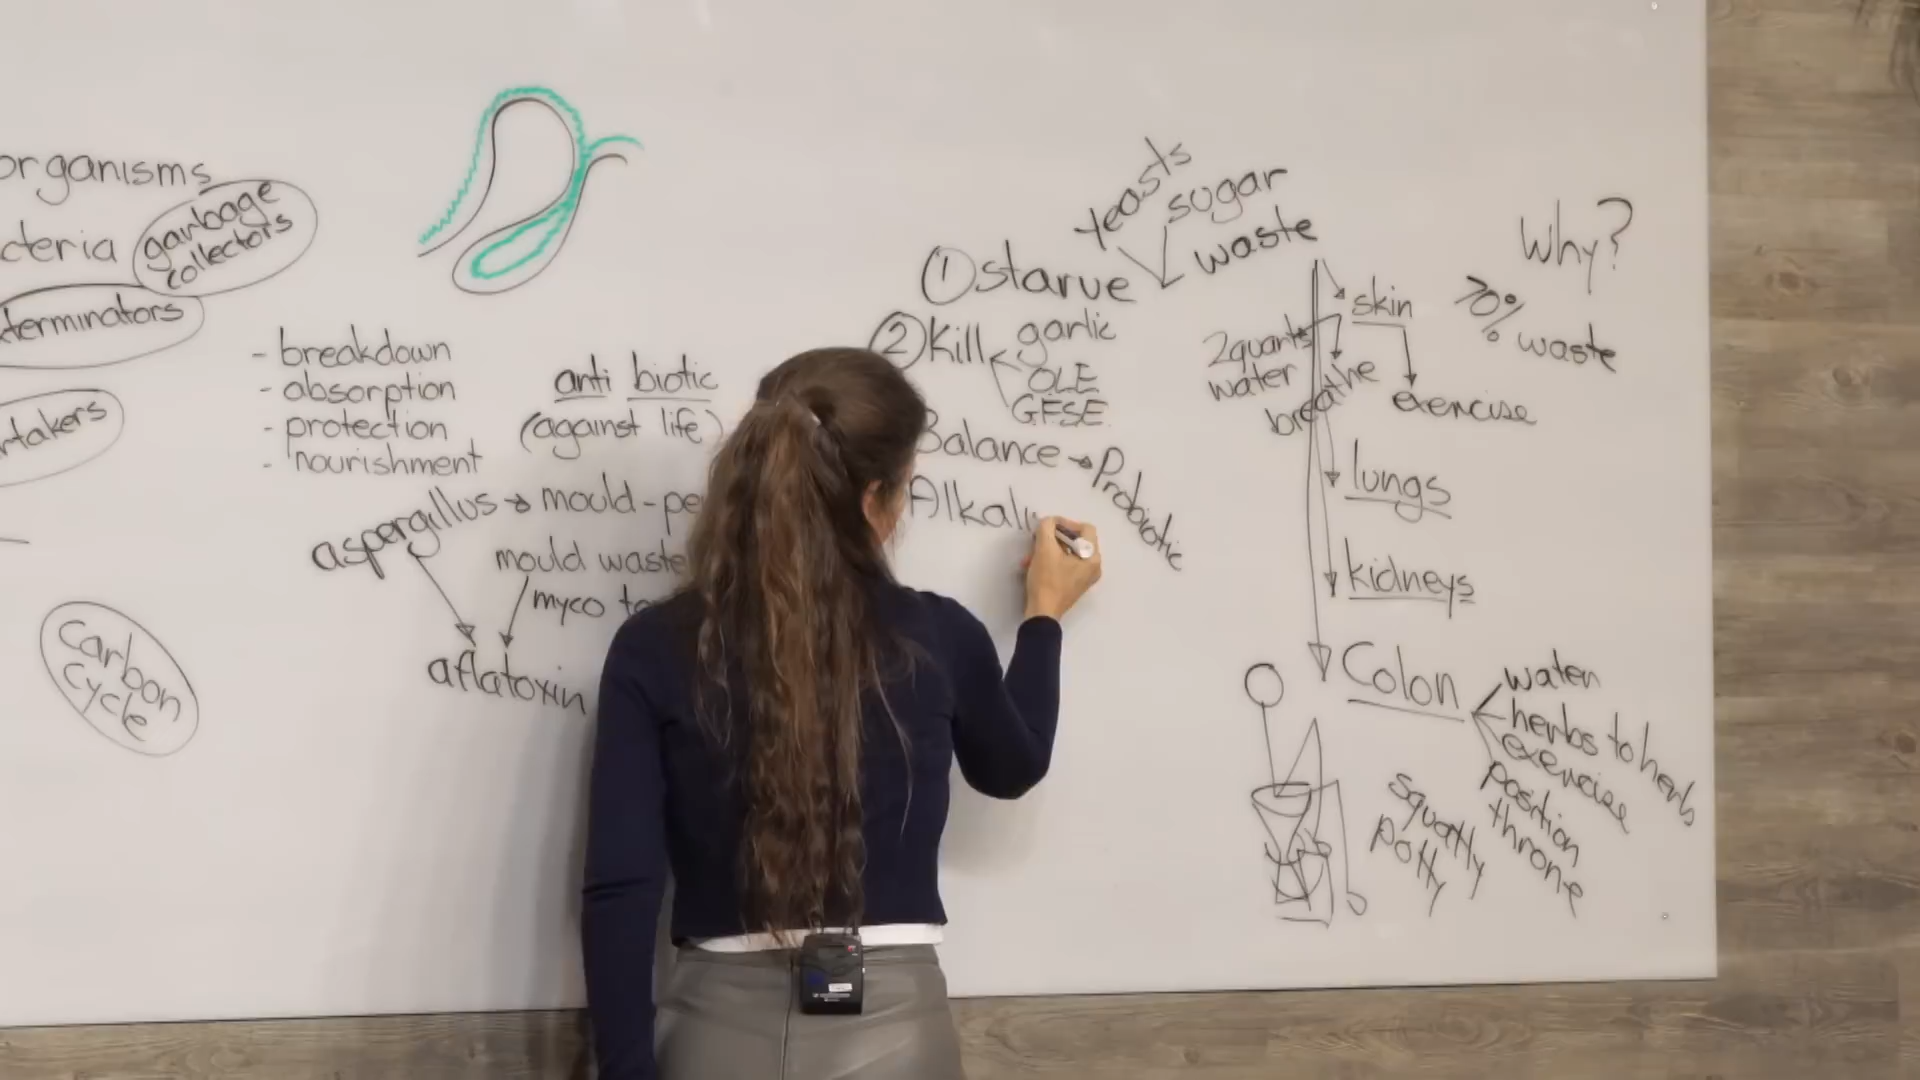 organisms
cteria
garbage
collectors
terminators
rtakers
Carbon
Cycle
- breakdown
- absorption
- protection
- nourishment
anti biotic
(against life)
aspergillus → mould-pe
mould waste
myco to
aflatoxin
yeasts
sugar
waste
① starve
② Kill
garlic
OLE
GFSE
Balance → Probiotic
Alkali
Why?
70%
% waste
skin
2 quarts
water
breathe
exercise
lungs
kidneys
Colon
water
herbs to herbs
exercise
position
throne
squatty
potty